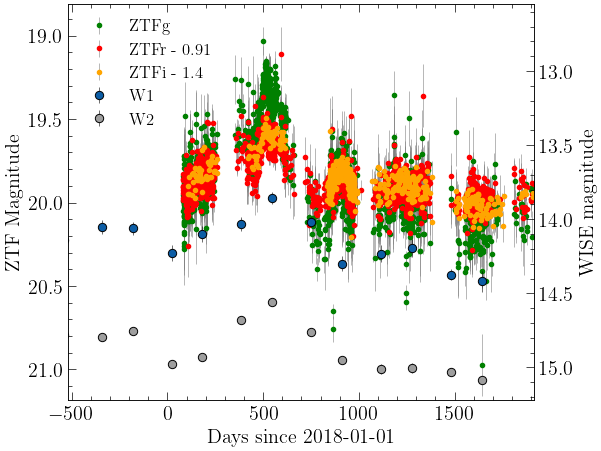 ZTFg
ZTFr - 0.91
ZTFi - 1.4
W1
W2
19.0
19.5
20.0
20.5
21.0
ZTF Magnitude
13.0
13.5
14.0
14.5
15.0
WISE magnitude
-500
0
500
1000
1500
Days since 2018-01-01